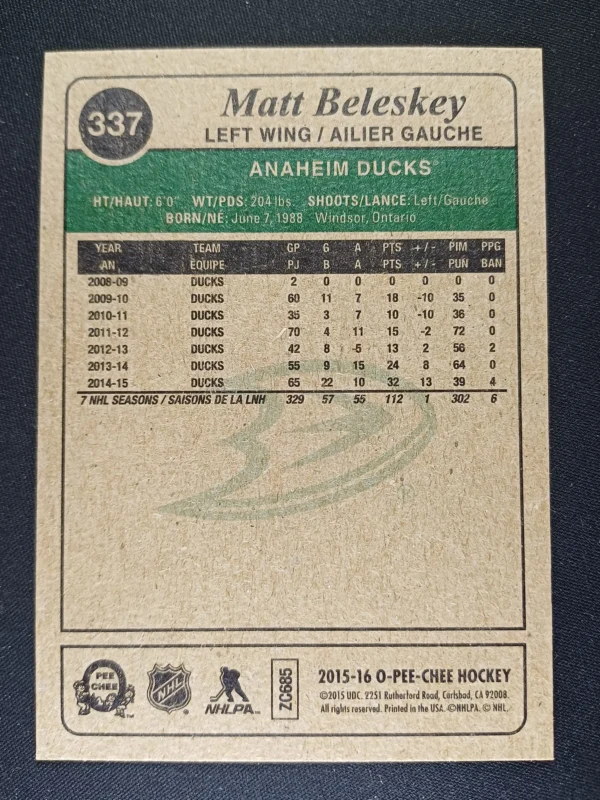 337
Matt Beleskey
LEFT WING / AILIER GAUCHE
ANAHEIM DUCKS
HT/HAUT: 6'0" WT/PDS: 204 lbs. SHOOTS/LANCE: Left/Gauche
BORN/NE: June 7, 1988 Windsor, Ontario
YEAR TEAM GP G A PTS +/- PIM PPG
AN ÉQUIPE PJ B A PTS +/- PUN BAN
2008-09 DUCKS 2 0 0 0 0 0 0
2009-10 DUCKS 60 11 7 18 -10 35 0
2010-11 DUCKS 35 3 7 10 -10 36 0
2011-12 DUCKS 70 4 11 15 -2 72 0
2012-13 DUCKS 42 8 -5 13 2 56 2
2013-14 DUCKS 55 9 15 24 8 64 0
2014-15 DUCKS 65 22 10 32 13 39 4
7 NHL SEASONS / SAISONS DE LA LNH 329 57 55 112 1 302 6
PEE
CHEE
NHL
NHLPA.
ZC685
2015-16 O-PEE-CHEE HOCKEY
©2015 UDC. 2251 Rutherford Road, Carlsbad, CA 92008.
All rights reserved. Printed in the USA. ©NHLPA. © NHL.